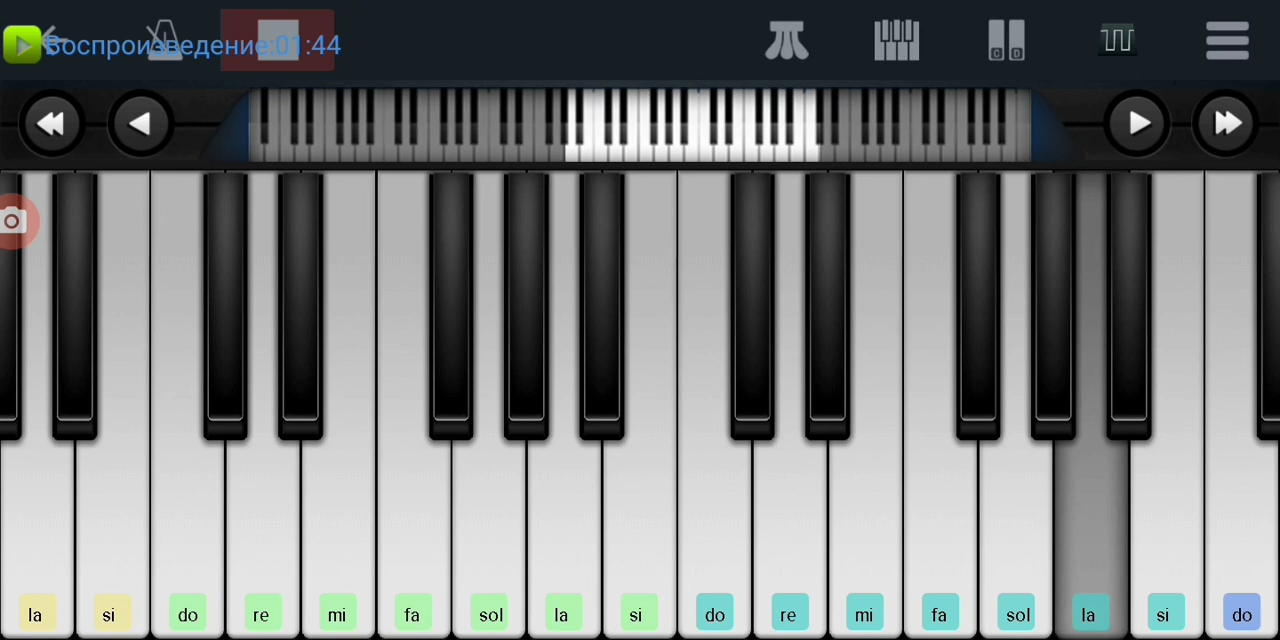 Воспроизведение:01:44
C D
la si do re mi fa sol la si do re mi fa sol la si do